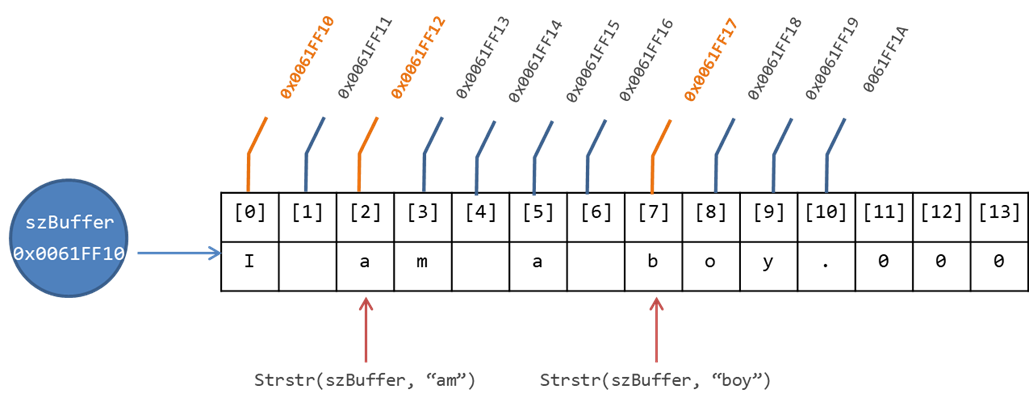 0x0061FF10 0x0061FF11 0x0061FF12 0x0061FF13 0x0061FF14 0x0061FF15 0x0061FF16 0x0061FF17 0x0061FF18 0x0061FF19 0061FF1A
[0] [1] [2] [3] [4] [5] [6] [7] [8] [9] [10] [11] [12] [13]
szBuffer
0x0061FF10
I a m a b o y . 0 0 0
Strstr(szBuffer, “am”) Strstr(szBuffer, “boy”)